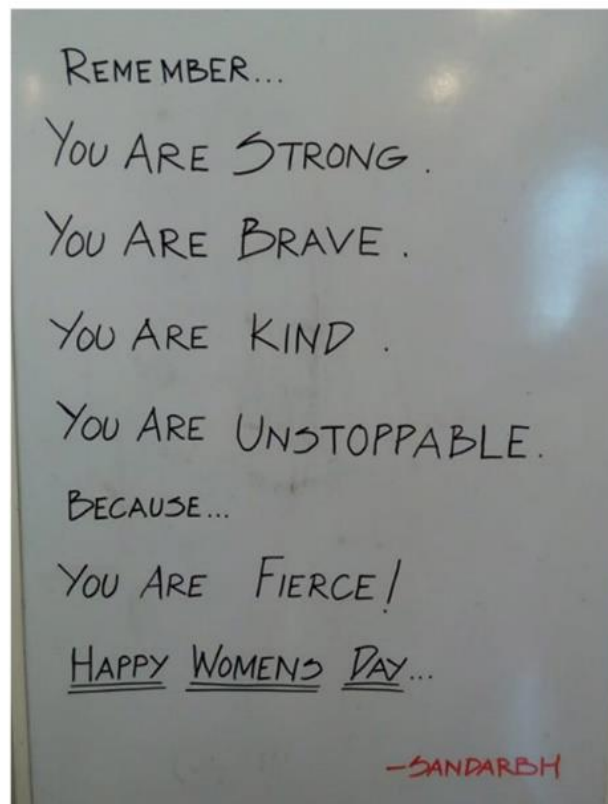 REMEMBER...
YOU ARE STRONG.
YOU ARE BRAVE.
YOU ARE KIND.
YOU ARE UNSTOPPABLE.
BECAUSE...
YOU ARE FIERCE!
HAPPY WOMENS DAY...
-SANDARBH